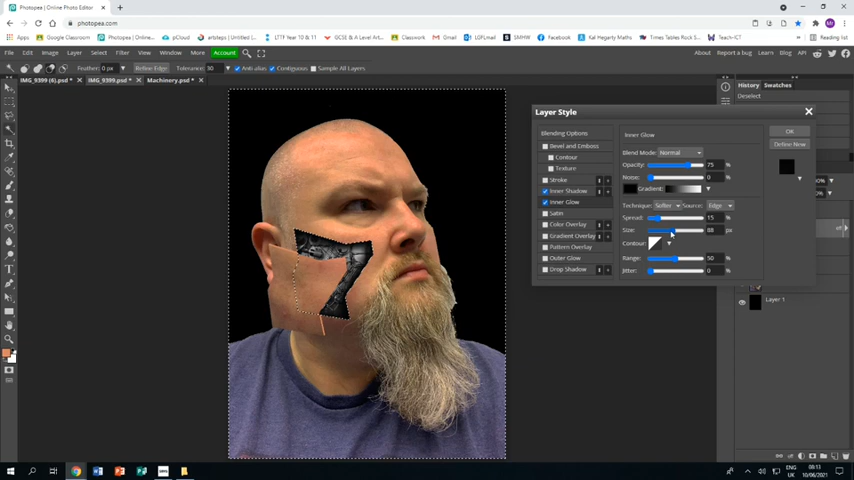 Photopea | Online Photo Editor
photopea.com
Apps Google Classroom Photopea | Online Ph... pCloud artsteps | Untitled | ... LTTF Year 10 & 11 GCSE & A Level Art... Classwork Gmail LDFLmail SMHW Facebook Kal Hegarty Maths Times Tables Rock S... Teach-ICT Reading list
File Edit Image Layer Select Filter View Window More Account About Report a bug Learn Blog API
Feather: 0 px Refine Edge Tolerance: 30 Anti alias Contiguous Sample All Layers
IMG_9399 (6).psd * IMG_9399.psd * Machinery.psd * History Swatches
Deselect
Layer Style
Blending Options Inner Glow OK
Bevel and Emboss Define New
Contour Blend Mode: Normal
Texture Opacity: 75 %
Stroke Noise: 0 %
Inner Shadow Gradient:
Inner Glow Technique: Softer Source: Edge
Satin Spread: 15 %
Color Overlay Size: 88 px
Gradient Overlay Contour:
Pattern Overlay
Outer Glow Range: 50 %
Drop Shadow Jitter: 0 %
eff
Layer 1
ENG
UK
08:13
10/06/2021